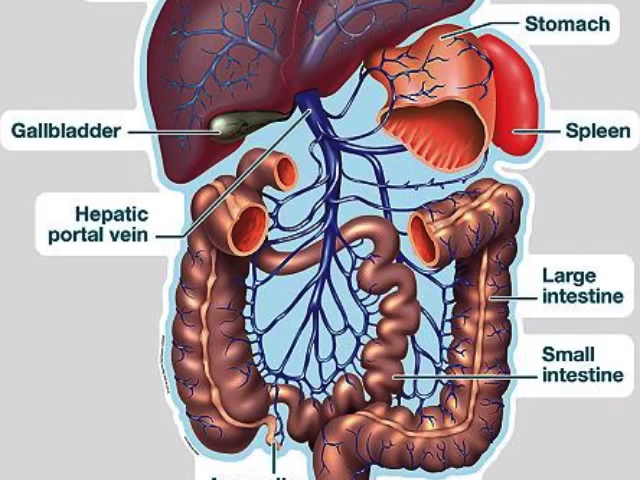 Stomach
Gallbladder
Spleen
Hepatic
portal vein
Large
intestine
Small
intestine